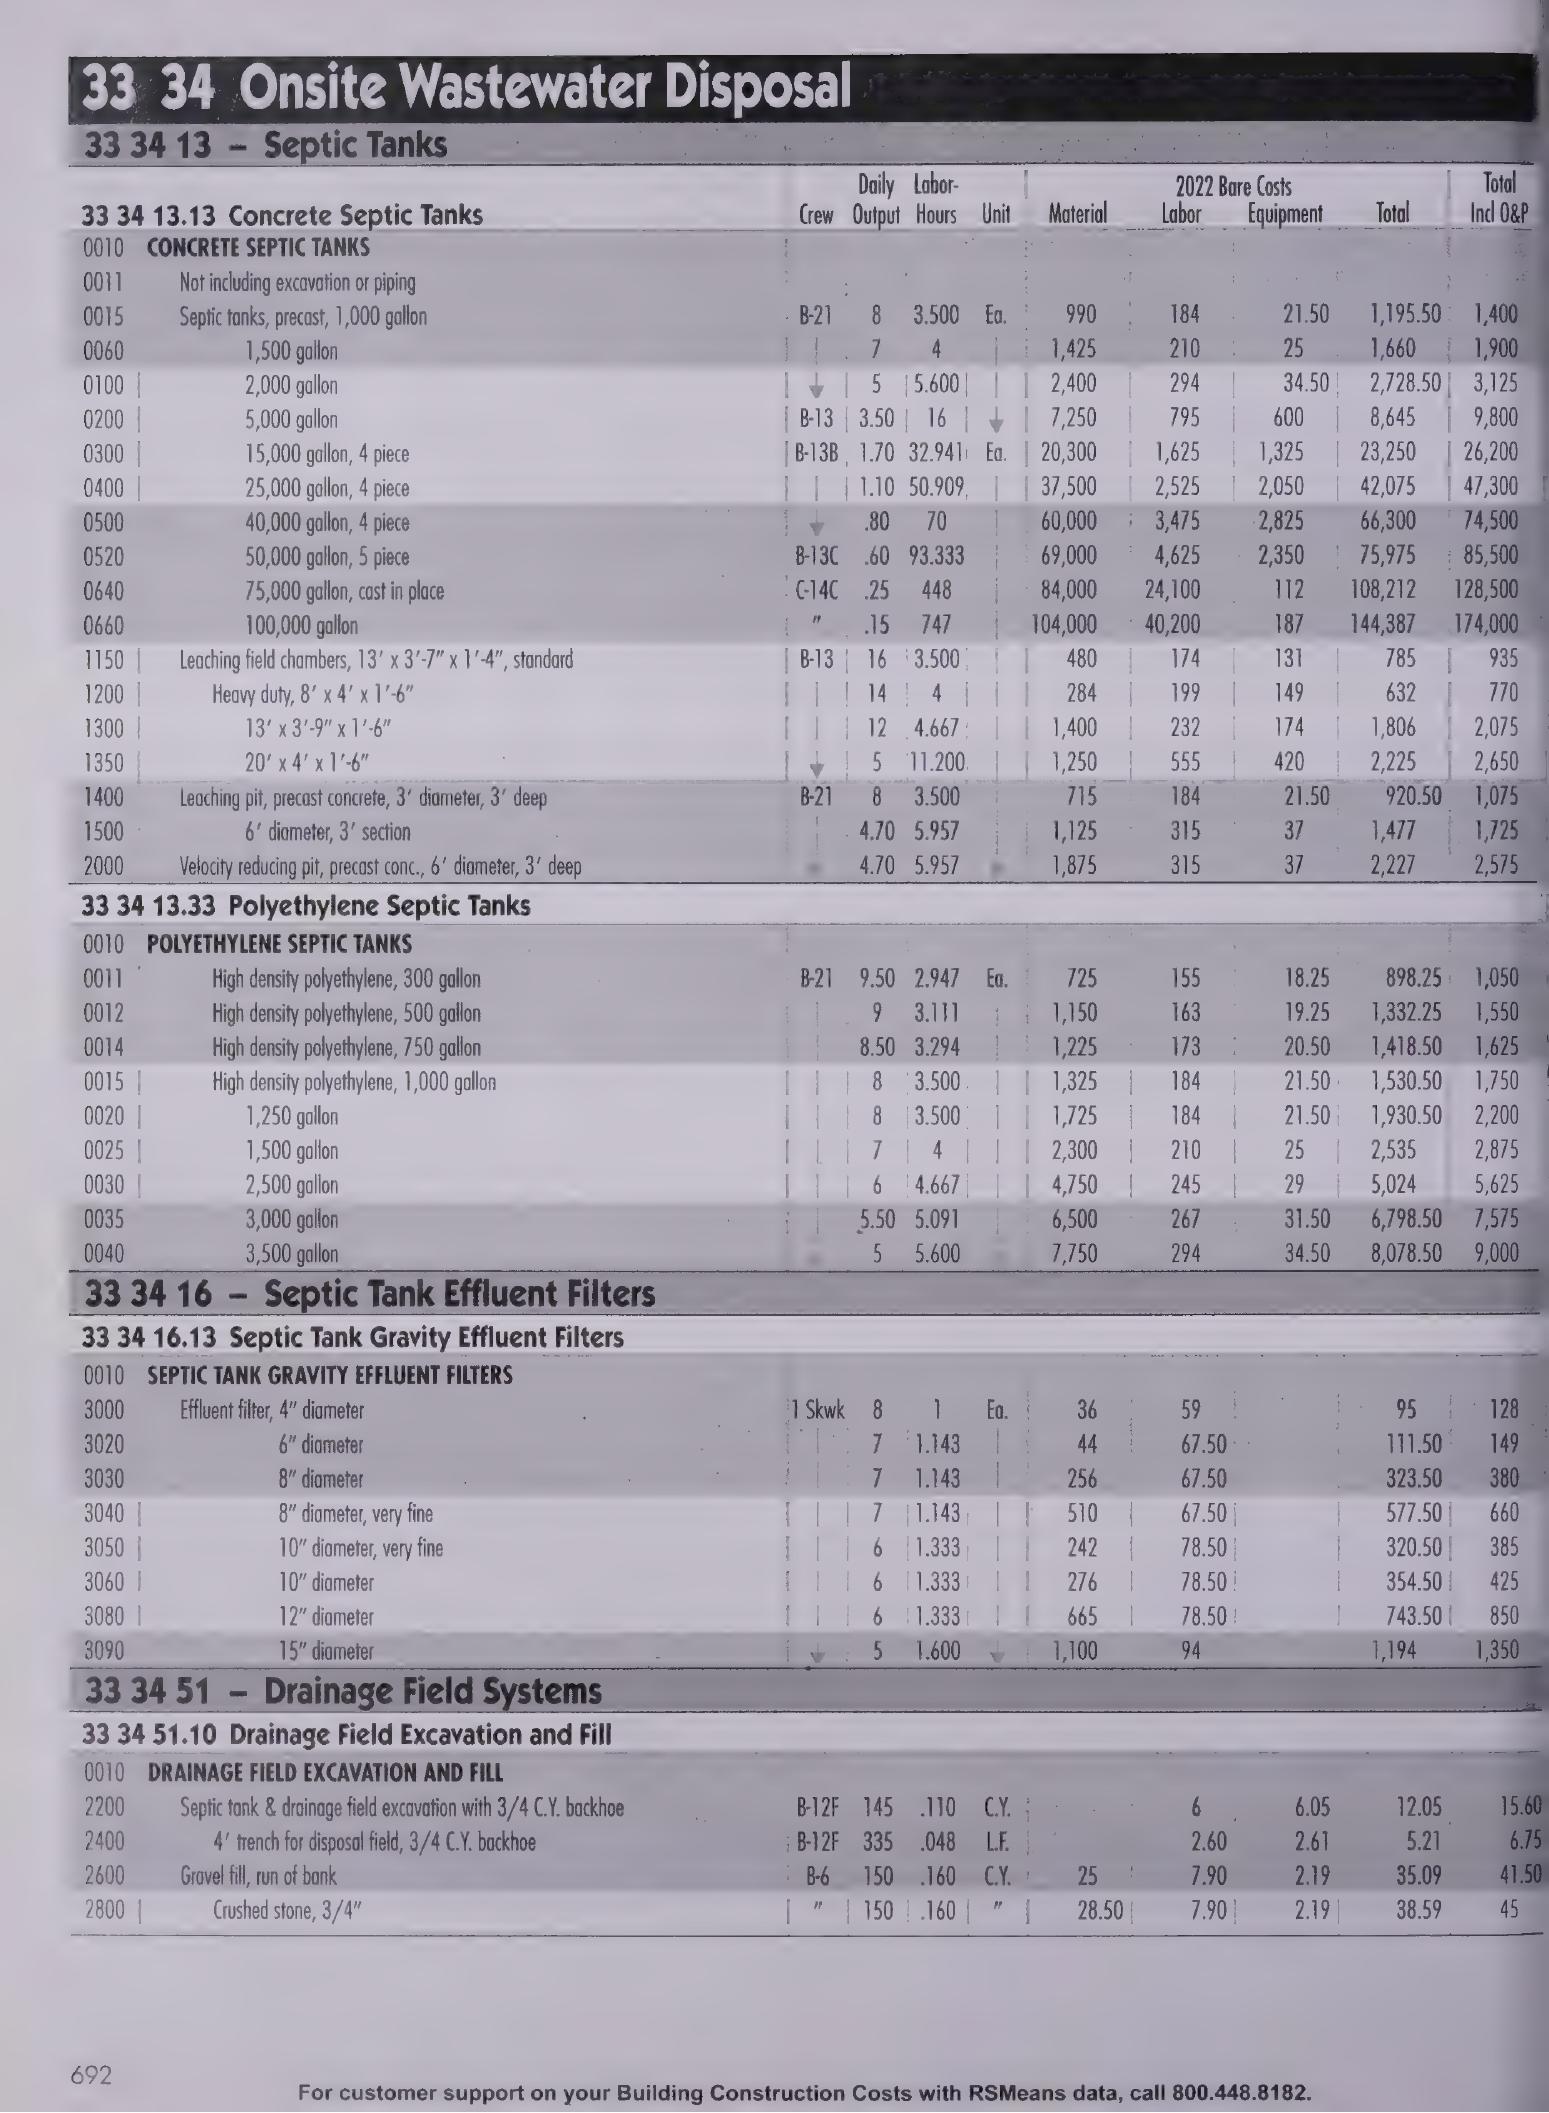 33 34 Onsite Wastewater Disposal
33 34 13 – Septic Tanks
Daily Labor- 2022 Bare Costs Total
33 34 13.13 Concrete Septic Tanks Crew Output Hours Unit Material Labor Equipment Total Incl O&P
0010 CONCRETE SEPTIC TANKS
0011 Not including excavation or piping
0015 Septic tanks, precast, 1,000 gallon B-21 8 3.500 Ea. 990 184 21.50 1,195.50 1,400
0060 1,500 gallon 7 4 1,425 210 25 1,660 1,900
0100 2,000 gallon 5 5.600 2,400 294 34.50 2,728.50 3,125
0200 5,000 gallon B-13 3.50 16 7,250 795 600 8,645 9,800
0300 15,000 gallon, 4 piece B-13B 1.70 32.941 Ea. 20,300 1,625 1,325 23,250 26,200
0400 25,000 gallon, 4 piece 1.10 50.909 37,500 2,525 2,050 42,075 47,300
0500 40,000 gallon, 4 piece .80 70 60,000 3,475 2,825 66,300 74,500
0520 50,000 gallon, 5 piece B-13C .60 93.333 69,000 4,625 2,350 75,975 85,500
0640 75,000 gallon, cast in place C-14C .25 448 84,000 24,100 112 108,212 128,500
0660 100,000 gallon " .15 747 104,000 40,200 187 144,387 174,000
1150 Leaching field chambers, 13' x 3'-7" x 1'-4", standard B-13 16 3.500 480 174 131 785 935
1200 Heavy duty, 8' x 4' x 1'-6" 14 4 284 199 149 632 770
1300 13' x 3'-9" x 1'-6" 12 4.667 1,400 232 174 1,806 2,075
1350 20' x 4' x 1'-6" 5 11.200 1,250 555 420 2,225 2,650
1400 Leaching pit, precast concrete, 3' diameter, 3' deep B-21 8 3.500 715 184 21.50 920.50 1,075
1500 6' diameter, 3' section 4.70 5.957 1,125 315 37 1,477 1,725
2000 Velocity reducing pit, precast conc., 6' diameter, 3' deep 4.70 5.957 1,875 315 37 2,227 2,575
33 34 13.33 Polyethylene Septic Tanks
0010 POLYETHYLENE SEPTIC TANKS
0011 High density polyethylene, 300 gallon B-21 9.50 2.947 Ea. 725 155 18.25 898.25 1,050
0012 High density polyethylene, 500 gallon 9 3.111 1,150 163 19.25 1,332.25 1,550
0014 High density polyethylene, 750 gallon 8.50 3.294 1,225 173 20.50 1,418.50 1,625
0015 High density polyethylene, 1,000 gallon 8 3.500 1,325 184 21.50 1,530.50 1,750
0020 1,250 gallon 8 3.500 1,725 184 21.50 1,930.50 2,200
0025 1,500 gallon 7 4 2,300 210 25 2,535 2,875
0030 2,500 gallon 6 4.667 4,750 245 29 5,024 5,625
0035 3,000 gallon 5.50 5.091 6,500 267 31.50 6,798.50 7,575
0040 3,500 gallon 5 5.600 7,750 294 34.50 8,078.50 9,000
33 34 16 – Septic Tank Effluent Filters
33 34 16.13 Septic Tank Gravity Effluent Filters
0010 SEPTIC TANK GRAVITY EFFLUENT FILTERS
3000 Effluent filter, 4" diameter 1 Skwk 8 1 Ea. 36 59 95 128
3020 6" diameter 7 1.143 44 67.50 111.50 149
3030 8" diameter 7 1.143 256 67.50 323.50 380
3040 8" diameter, very fine 7 1.143 510 67.50 577.50 660
3050 10" diameter, very fine 6 1.333 242 78.50 320.50 385
3060 10" diameter 6 1.333 276 78.50 354.50 425
3080 12" diameter 6 1.333 665 78.50 743.50 850
3090 15" diameter 5 1.600 1,100 94 1,194 1,350
33 34 51 – Drainage Field Systems
33 34 51.10 Drainage Field Excavation and Fill
0010 DRAINAGE FIELD EXCAVATION AND FILL
2200 Septic tank & drainage field excavation with 3/4 C.Y. backhoe B-12F 145 .110 C.Y. 6 6.05 12.05 15.60
2400 4' trench for disposal field, 3/4 C.Y. backhoe B-12F 335 .048 L.F. 2.60 2.61 5.21 6.75
2600 Gravel fill, run of bank B-6 150 .160 C.Y. 25 7.90 2.19 35.09 41.50
2800 Crushed stone, 3/4" " 150 .160 " 28.50 7.90 2.19 38.59 45
692
For customer support on your Building Construction Costs with RSMeans data, call 800.448.8182.